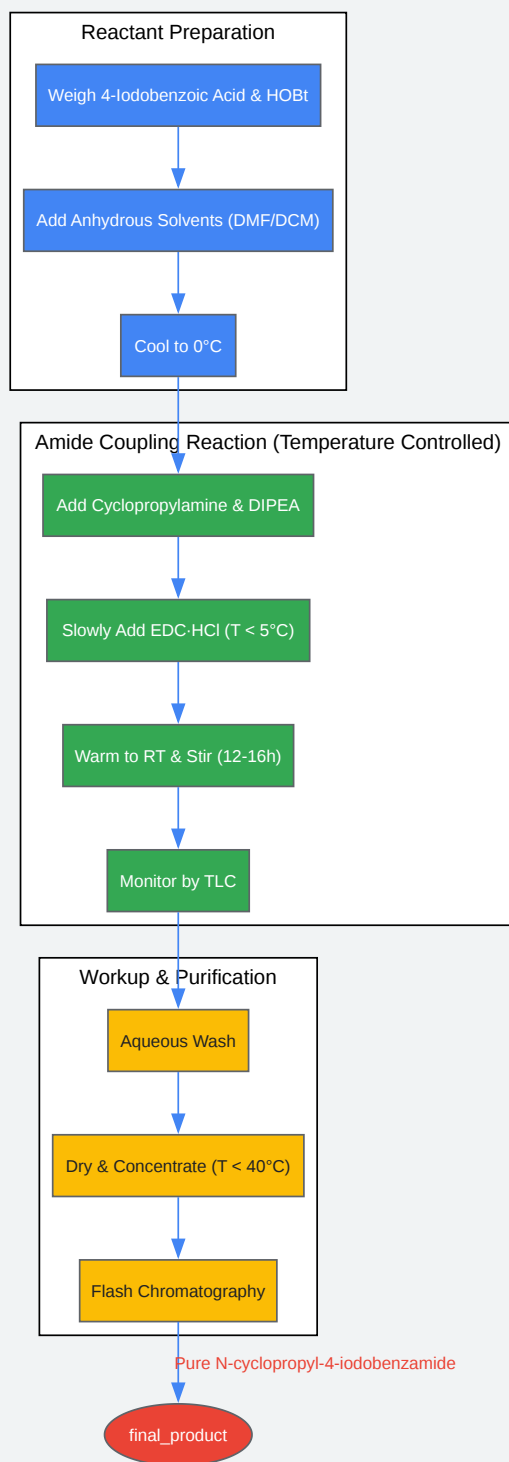 Reactant Preparation
Weigh 4-Iodobenzoic Acid & HOBt
Add Anhydrous Solvents (DMF/DCM)
Cool to 0°C
Amide Coupling Reaction (Temperature Controlled)
Add Cyclopropylamine & DIPEA
Slowly Add EDC·HCl (T < 5°C)
Warm to RT & Stir (12-16h)
Monitor by TLC
Workup & Purification
Aqueous Wash
Dry & Concentrate (T < 40°C)
Flash Chromatography
Pure N-cyclopropyl-4-iodobenzamide
final_product